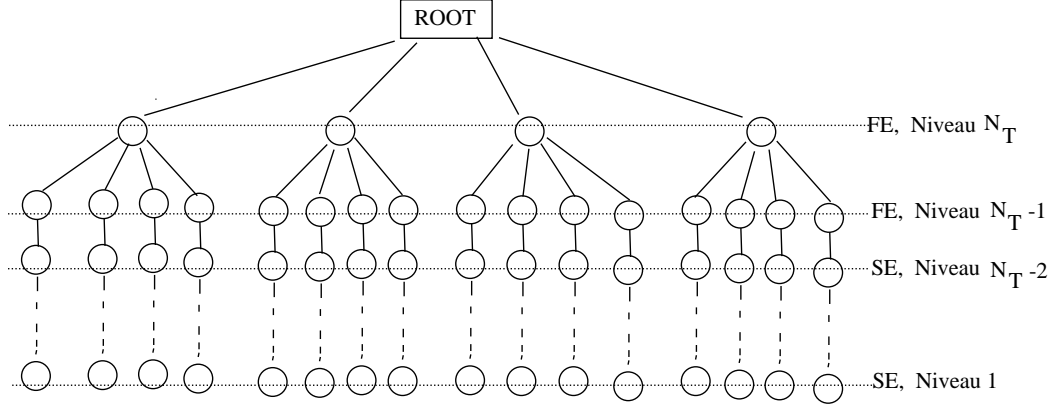 ROOT
FE, Niveau N_T
FE, Niveau N_T -1
SE, Niveau N_T -2
SE, Niveau 1